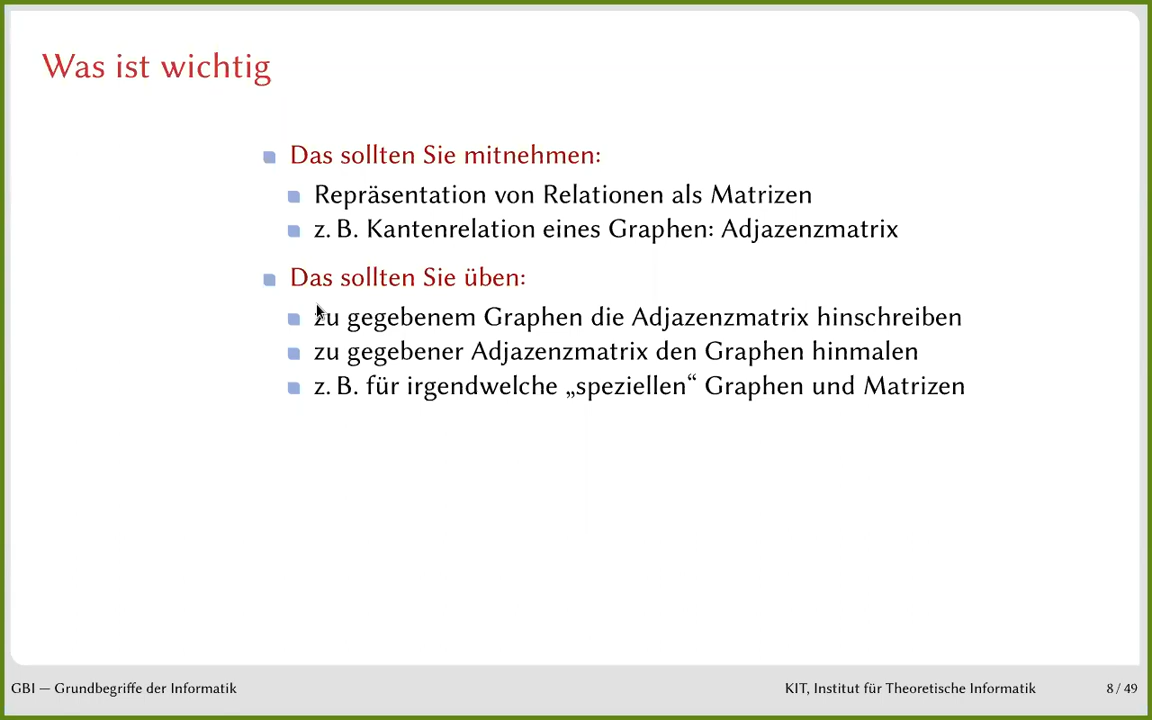 Was ist wichtig
Das sollten Sie mitnehmen:
Repräsentation von Relationen als Matrizen
z. B. Kantenrelation eines Graphen: Adjazenzmatrix
Das sollten Sie üben:
zu gegebenem Graphen die Adjazenzmatrix hinschreiben
zu gegebener Adjazenzmatrix den Graphen hinmalen
z. B. für irgendwelche „speziellen“ Graphen und Matrizen
GBI — Grundbegriffe der Informatik
KIT, Institut für Theoretische Informatik
8 / 49